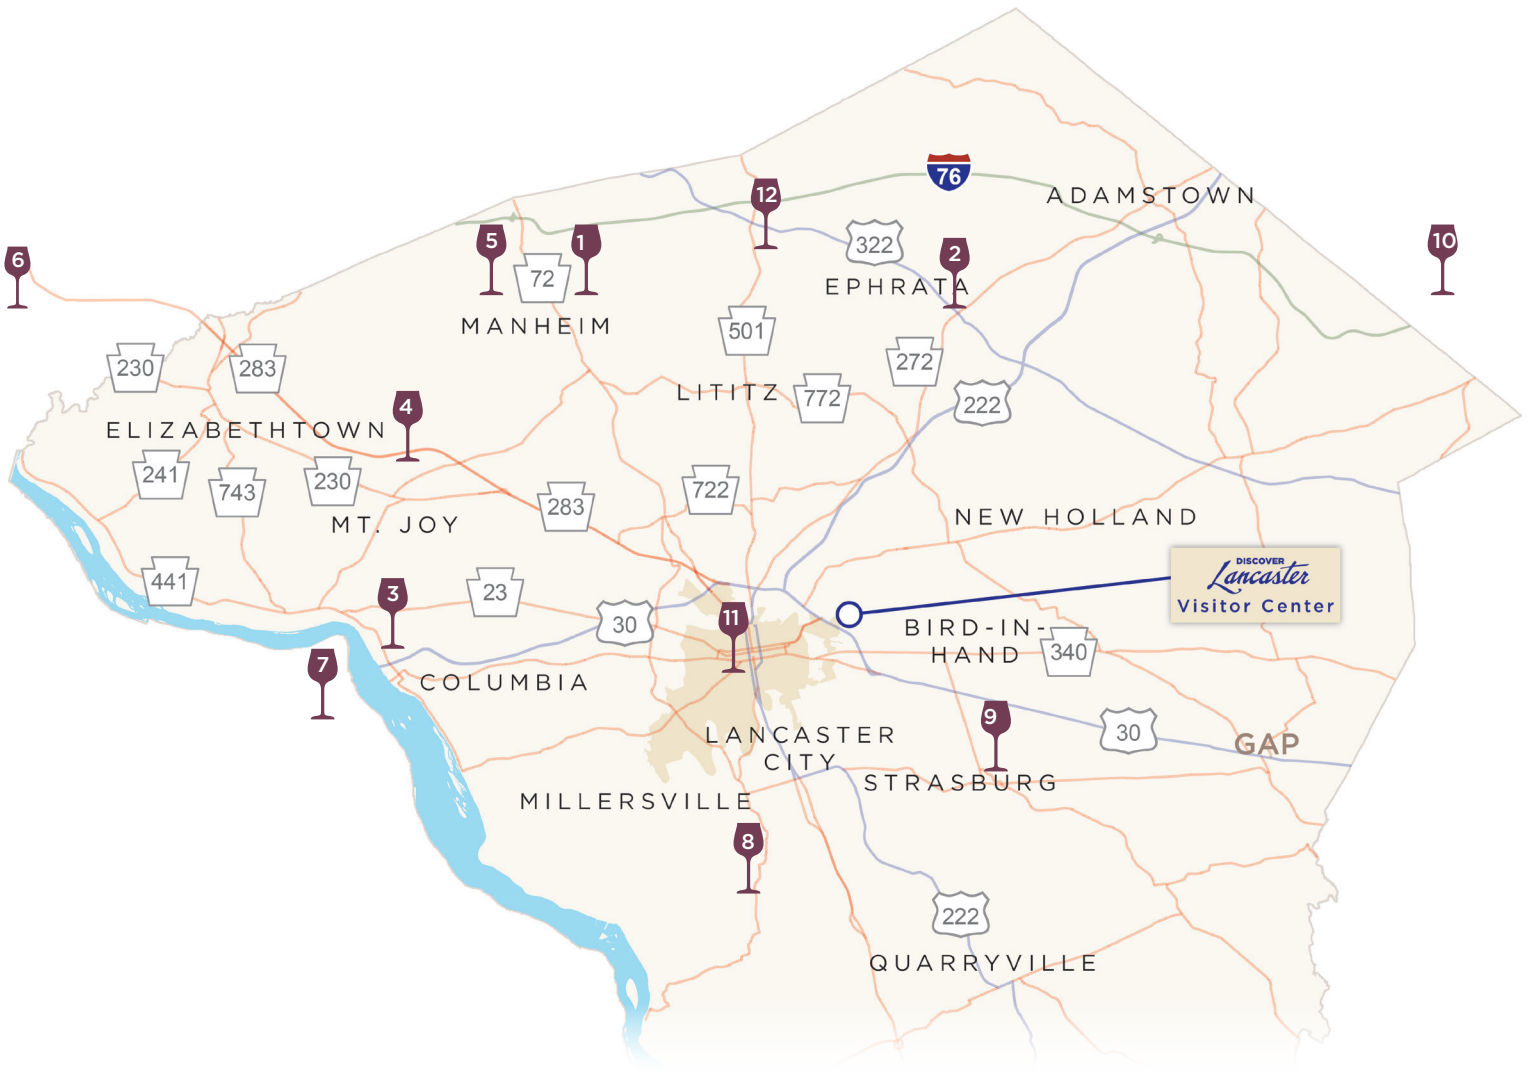 76
ADAMSTOWN
12
5
1
322
2
10
6
72
EPHRATA
MANHEIM
501
230
283
272
LITITZ
772
222
4
ELIZABETHTOWN
241
743
230
722
283
MT. JOY
NEW HOLLAND
DISCOVER
Lancaster
Visitor Center
441
23
3
30
11
BIRD-IN-
HAND
340
7
COLUMBIA
9
30
GAP
LANCASTER
CITY
STRASBURG
MILLERSVILLE
8
222
QUARRYVILLE